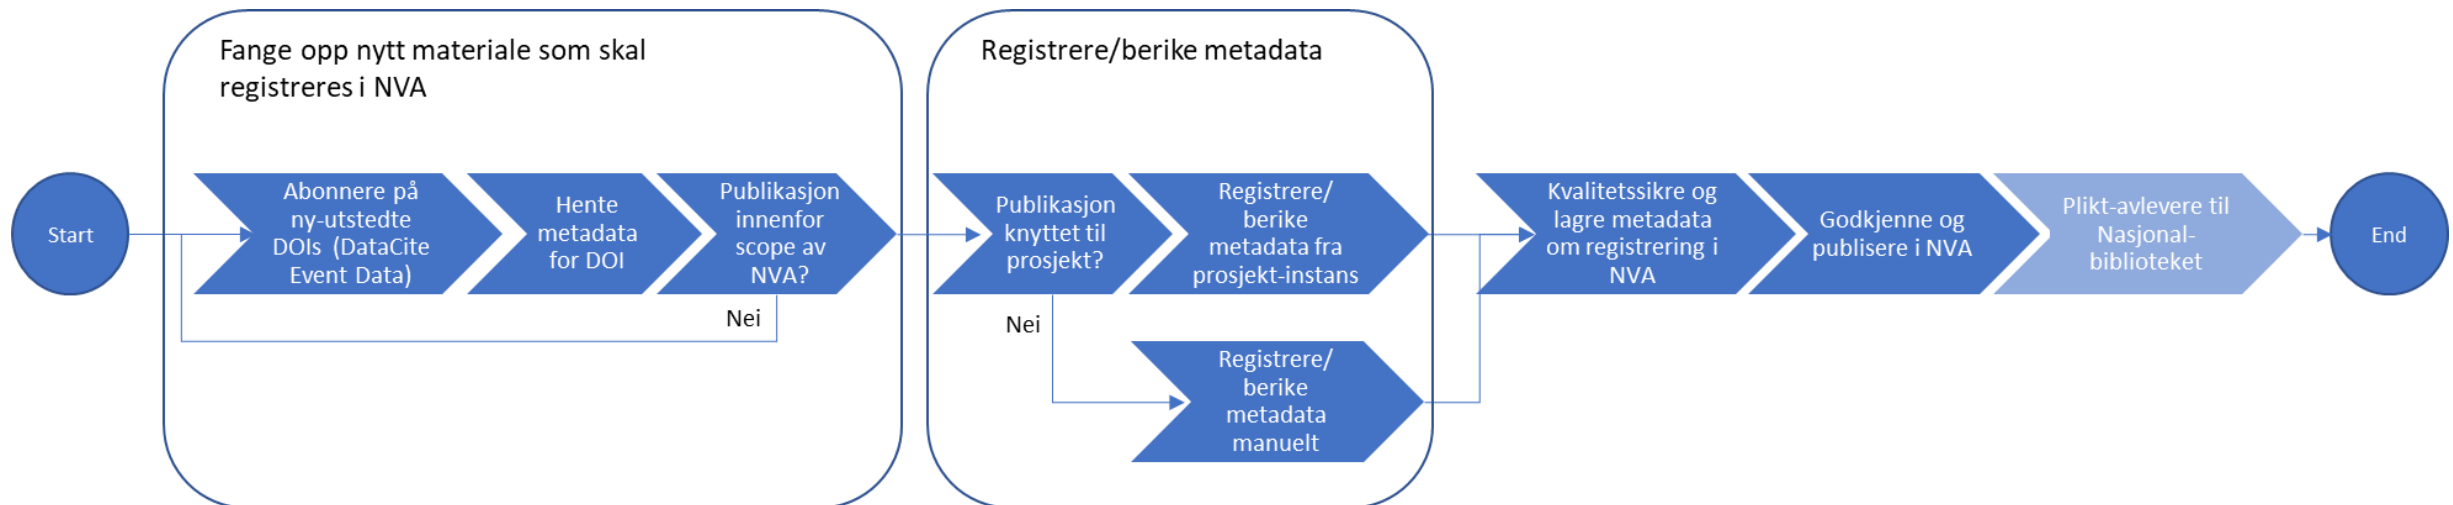 Fange opp nytt materiale som skal
registreres i NVA
Registrere/berike metadata
Start
Abonnere på
ny-utstedte
DOIs (DataCite
Event Data)
Hente
metadata
for DOI
Publikasjon
innenfor
scope av
NVA?
Nei
Publikasjon
knyttet til
prosjekt?
Nei
Registrere/
berike
metadata fra
prosjekt-instans
Registrere/
berike
metadata
manuelt
Kvalitetssikre og
lagre metadata
om registrering i
NVA
Godkjenne og
publisere i NVA
Plikt-avlevere til
Nasjonal-
biblioteket
End